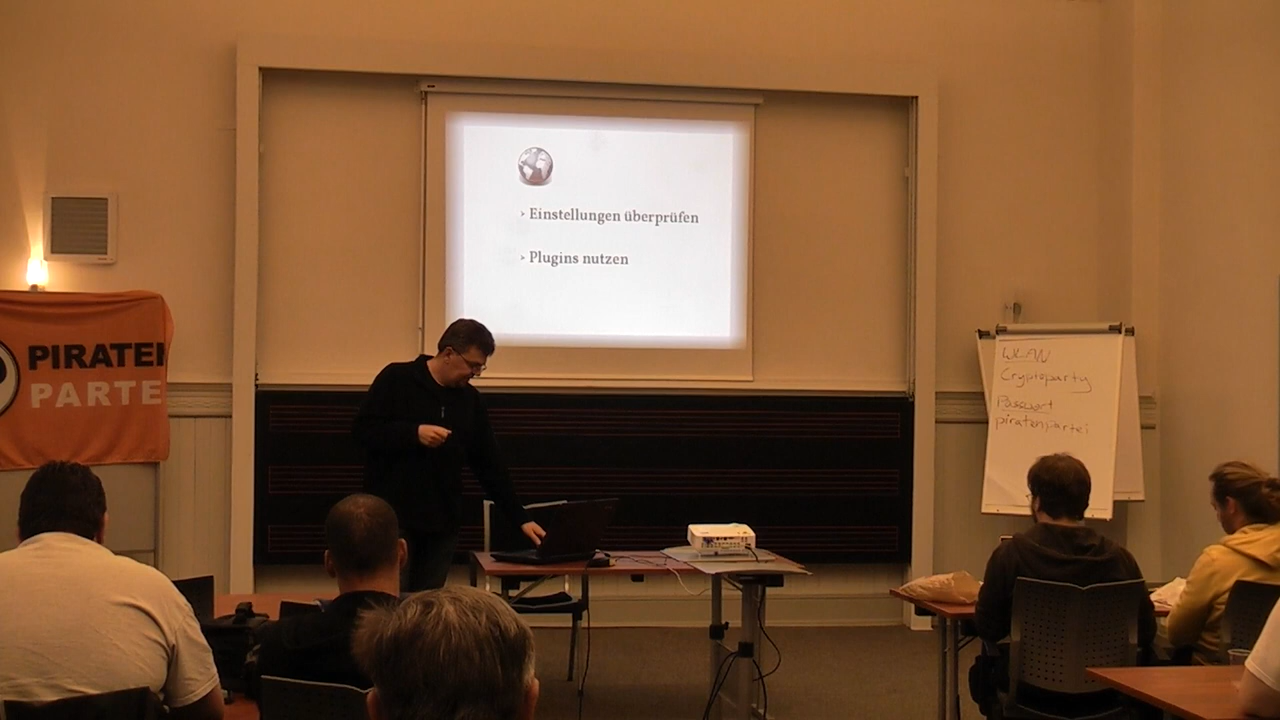 › Einstellungen überprüfen
› Plugins nutzen
PIRATEN
PARTE
WLAN
Cryptoparty
Passwort
piratenpartei